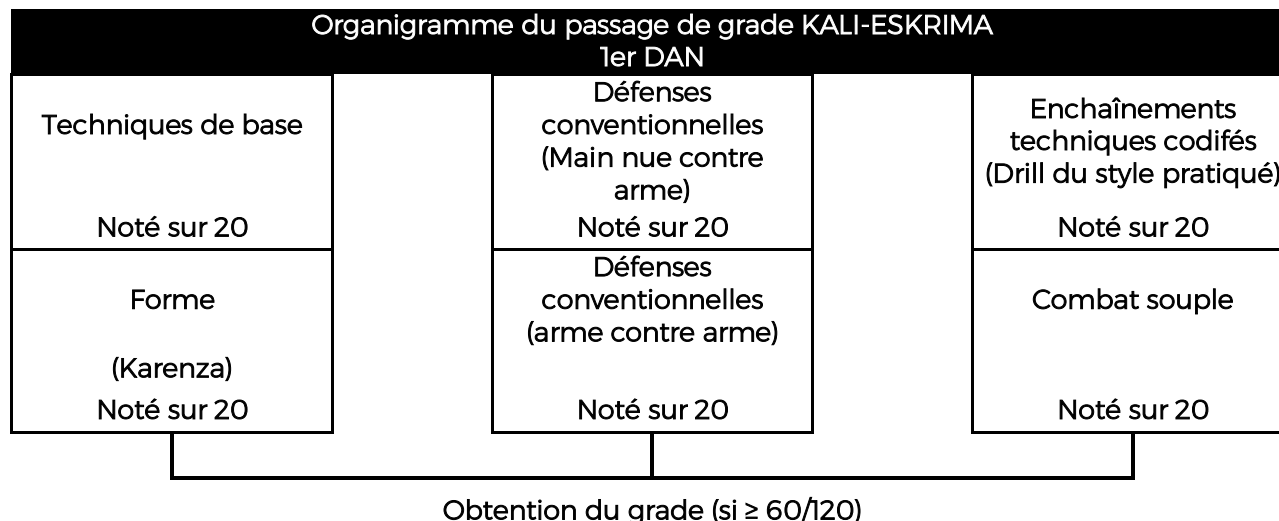 Organigramme du passage de grade KALI-ESKRIMA
1er DAN
Techniques de base
Noté sur 20
Défenses
conventionnelles
(Main nue contre
arme)
Noté sur 20
Enchaînements
techniques codifés
(Drill du style pratiqué)
Noté sur 20
Forme
(Karenza)
Noté sur 20
Défenses
conventionnelles
(arme contre arme)
Noté sur 20
Combat souple
Noté sur 20
Obtention du grade (si ≥ 60/120)